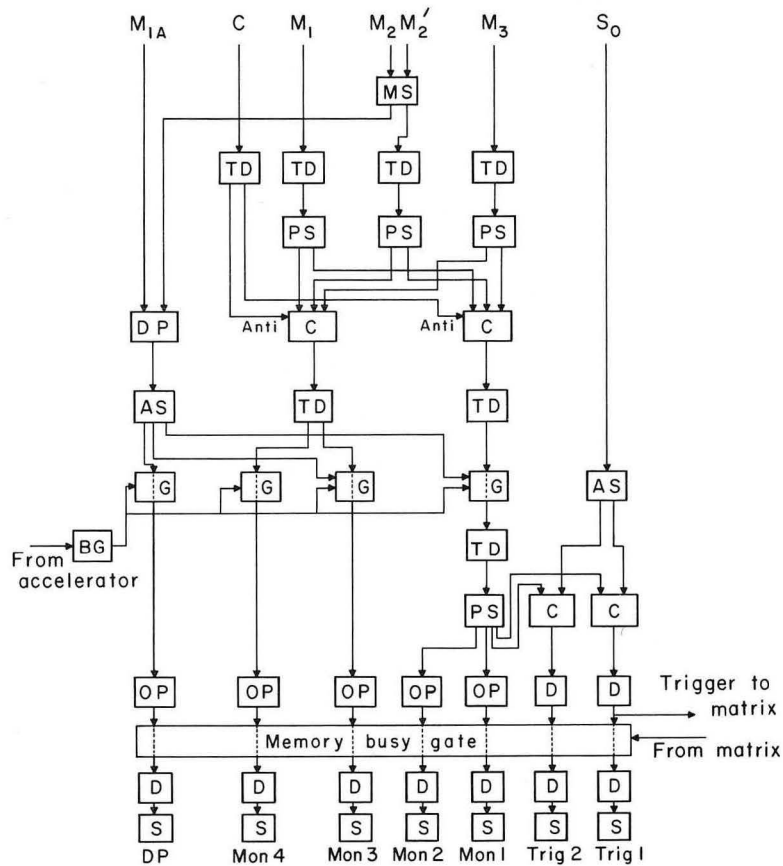 M1A C M1 M2 M2′ M3 S0
MS
TD TD TD TD
PS PS PS
DP Anti C Anti C
AS TD TD
G G G G AS
BG TD
From accelerator
PS C C
OP OP OP OP OP D D
Trigger to matrix
Memory busy gate
From matrix
D D D D D D D
S S S S S S S
DP Mon 4 Mon 3 Mon 2 Mon 1 Trig 2 Trig 1